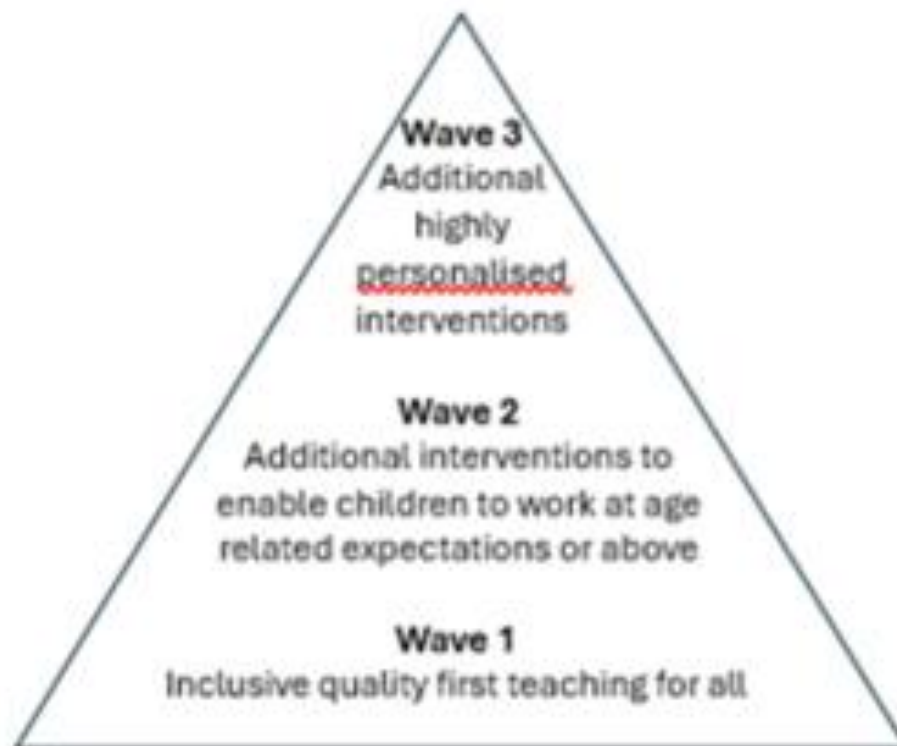 Wave 3
Additional
highly
personalised
interventions
Wave 2
Additional interventions to
enable children to work at age
related expectations or above
Wave 1
Inclusive quality first teaching for all